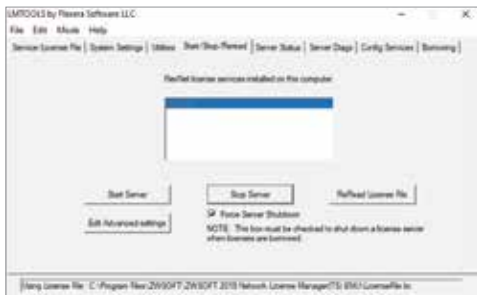 LMTOOLS by Flexera Software LLC
File Edit Mode Help
Service/License File | System Settings | Utilities | Start/Stop/Reread | Server Status | Server Diags | Config Services | Borrowing
FlexNet license services installed on this computer
Start Server
Stop Server
ReRead License File
Edit Advanced settings
Force Server Shutdown
NOTE: This box must be checked to shut down a license server
when licenses are borrowed.
Using License File: C:\Program Files\ZWSOFT\ZWSOFT 2018 Network License Manager(TS) ENU\Licensefile.lic